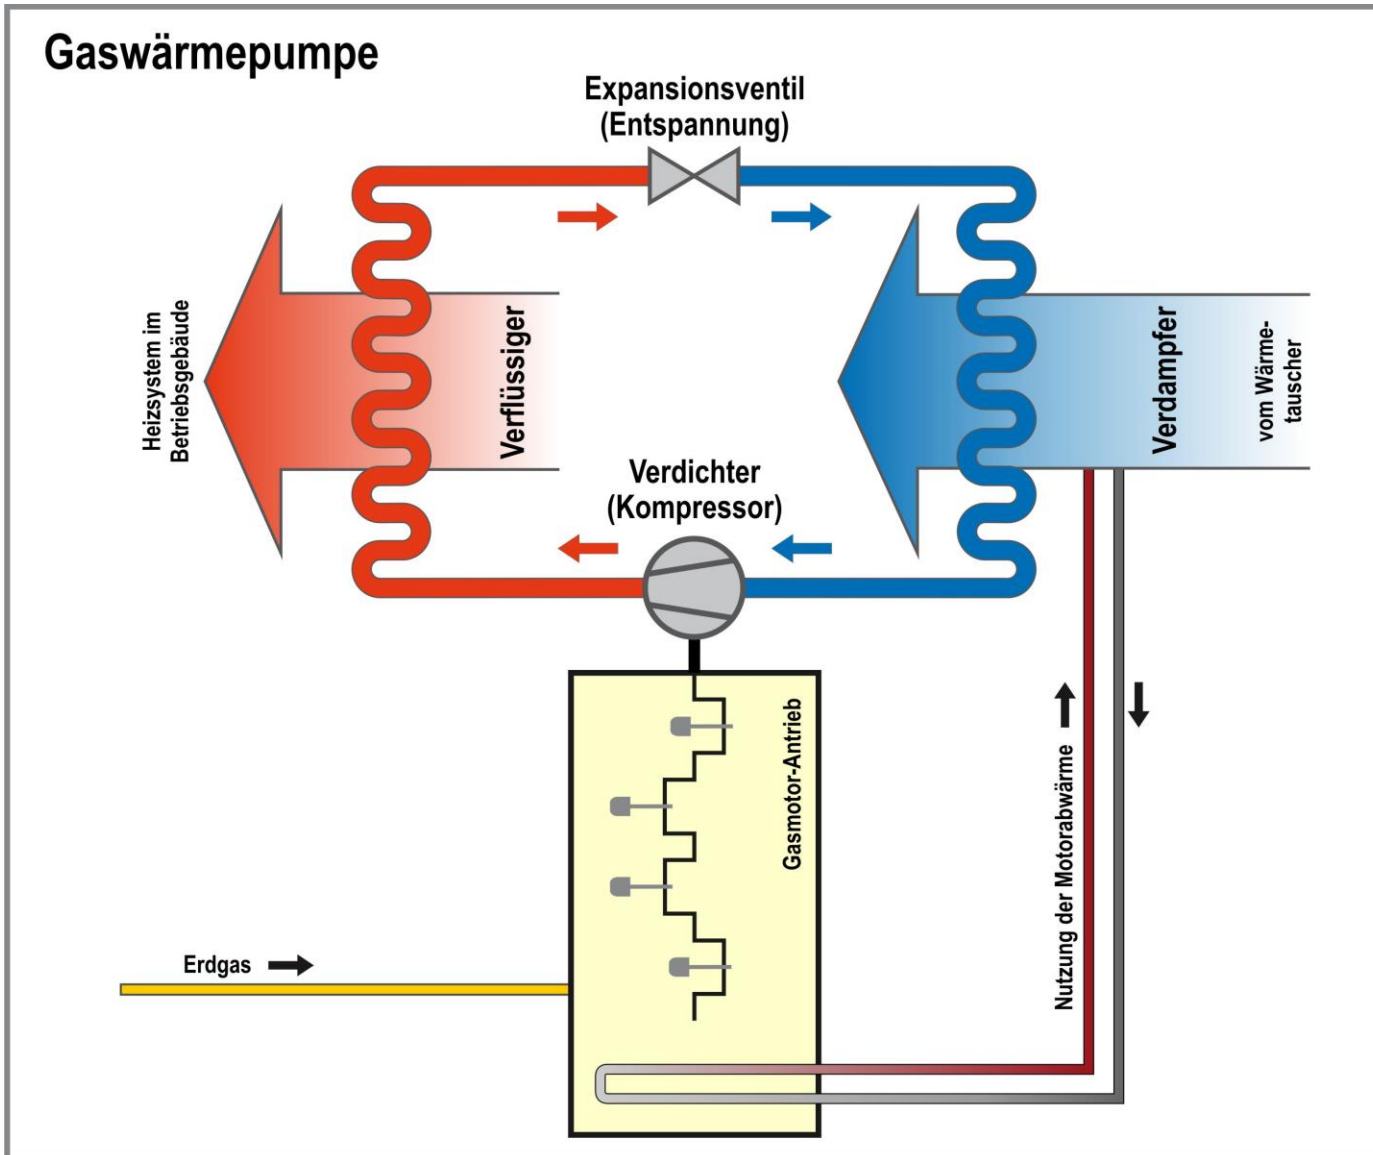 Gaswärmepumpe
Expansionsventil
(Entspannung)
Heizsystem im
Betriebsgebäude
Verflüssiger
Verdampfer
vom Wärme-
tauscher
Verdichter
(Kompressor)
Gasmotor-Antrieb
Nutzung der Motorabwärme
Erdgas